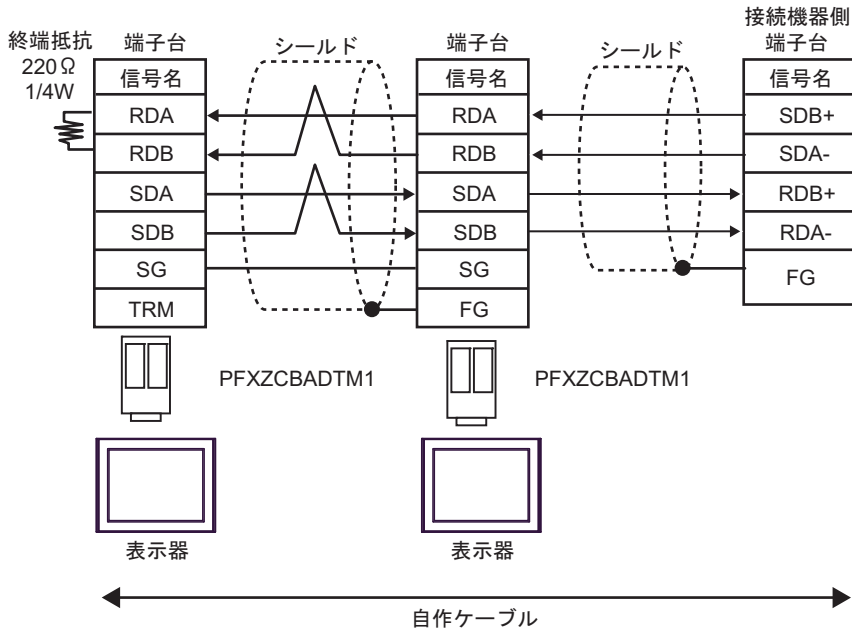 終端抵抗
220Ω
1/4W
端子台
信号名
RDA
RDB
SDA
SDB
SG
TRM
シールド
端子台
信号名
RDA
RDB
SDA
SDB
SG
FG
シールド
接続機器側
端子台
信号名
SDB+
SDA-
RDB+
RDA-
FG
PFXZCBADTM1
PFXZCBADTM1
表示器
表示器
自作ケーブル